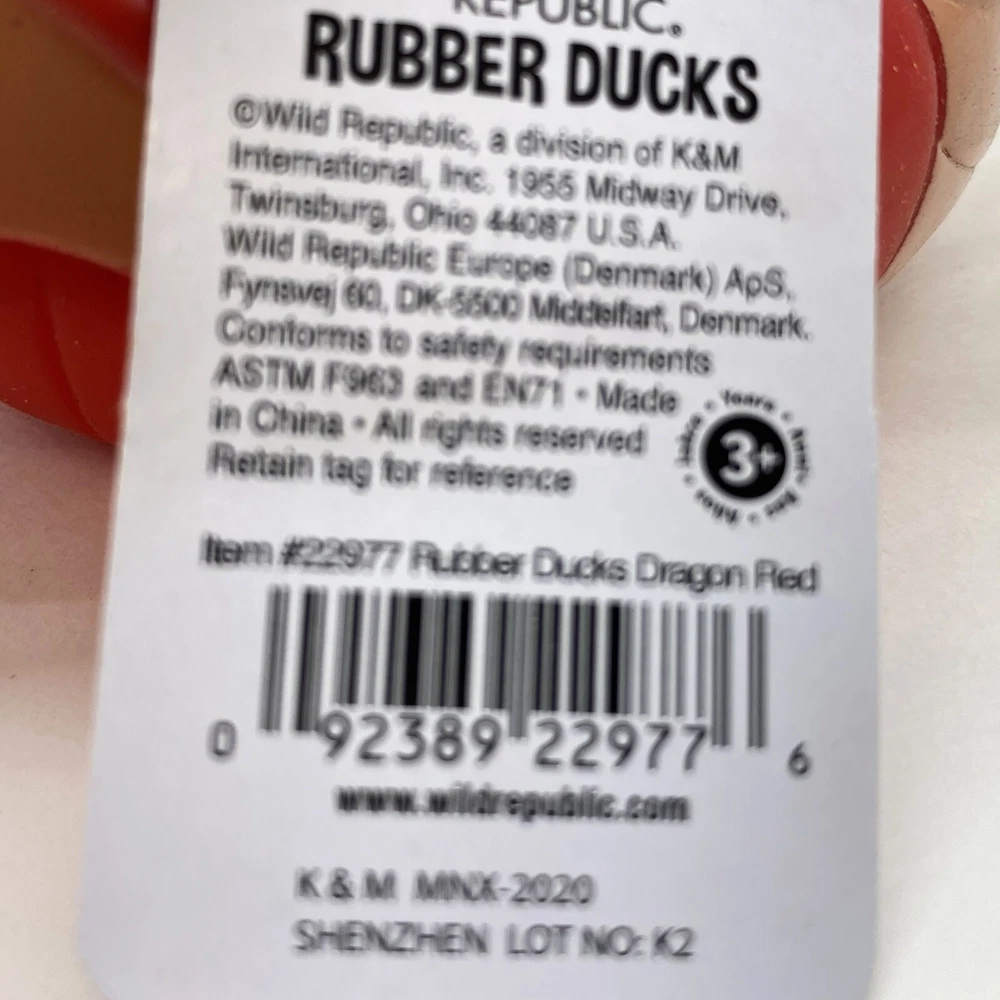 REPUBLIC®
RUBBER DUCKS
©Wild Republic, a division of K&M
International, Inc. 1955 Midway Drive,
Twinsburg, Ohio 44087 U.S.A.
Wild Republic Europe (Denmark) ApS,
Fynsvej 60, DK-5500 Middelfart, Denmark.
Conforms to safety requirements
ASTM F963 and EN71 • Made
in China • All rights reserved
Retain tag for reference
Years
3+
Item #22977 Rubber Ducks Dragon Red
0 92389 22977 6
www.wildrepublic.com
K & M MNX-2020
SHENZHEN LOT NO: K2